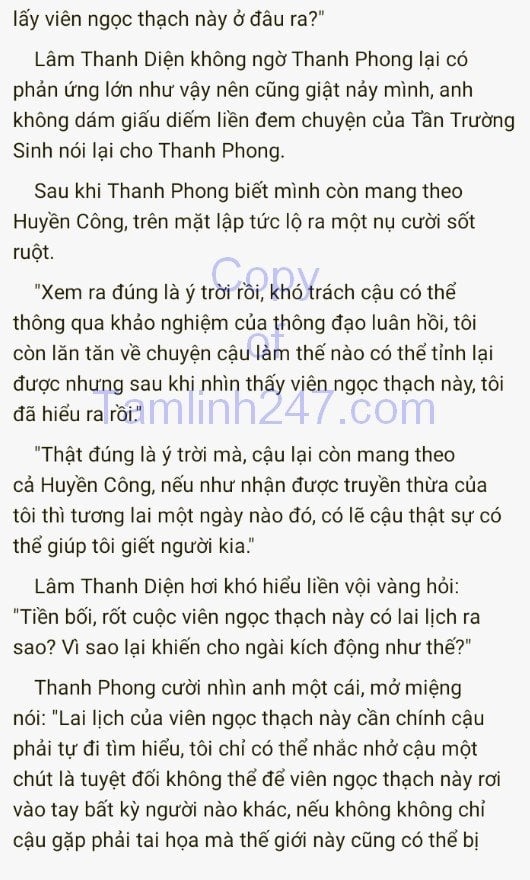 lấy viên ngọc thạch này ở đâu ra?"
Lâm Thanh Diện không ngờ Thanh Phong lại có
phản ứng lớn như vậy nên cũng giật nảy mình, anh
không dám giấu diếm liền đem chuyện của Tần Trường
Sinh nói lại cho Thanh Phong.
Sau khi Thanh Phong biết mình còn mang theo
Huyền Công, trên mặt lập tức lộ ra một nụ cười sốt
ruột.
"Xem ra đúng là ý trời rồi, khó trách cậu có thể
thông qua khảo nghiệm của thông đạo luân hồi, tôi
còn lăn tăn về chuyện cậu làm thế nào có thể tỉnh lại
được nhưng sau khi nhìn thấy viên ngọc thạch này, tôi
đã hiểu ra rồi."
"Thật đúng là ý trời mà, cậu lại còn mang theo
cả Huyền Công, nếu như nhận được truyền thừa của
tôi thì tương lai một ngày nào đó, có lẽ cậu thật sự có
thể giúp tôi giết người kia."
Lâm Thanh Diện hơi khó hiểu liền vội vàng hỏi:
"Tiền bối, rốt cuộc viên ngọc thạch này có lai lịch ra
sao? Vì sao lại khiến cho ngài kích động như thế?"
Thanh Phong cười nhìn anh một cái, mở miệng
nói: "Lai lịch của viên ngọc thạch này cần chính cậu
phải tự đi tìm hiểu, tôi chỉ có thể nhắc nhở cậu một
chút là tuyệt đối không thể để viên ngọc thạch này rơi
vào tay bất kỳ người nào khác, nếu không không chỉ
cậu gặp phải tai họa mà thế giới này cũng có thể bị
Copy
of
Tamlinh247.com